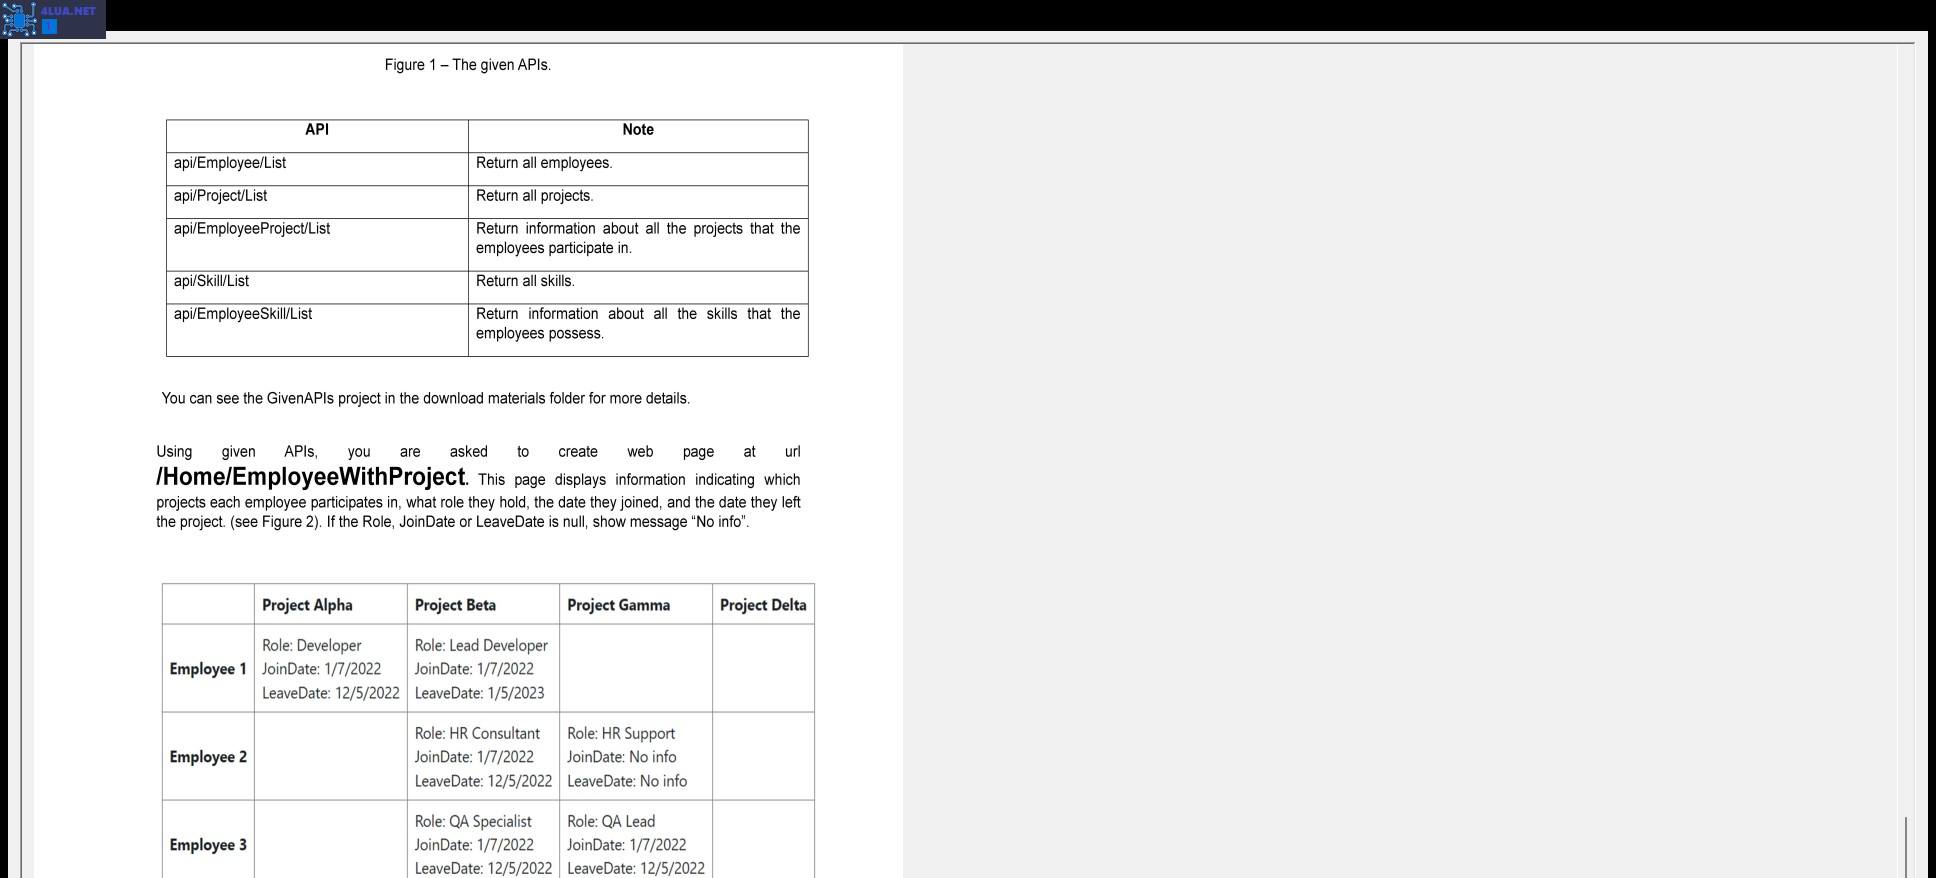 4LUA.NET
Figure 1 – The given APIs.
API Note
api/Employee/List Return all employees.
api/Project/List Return all projects.
api/EmployeeProject/List Return information about all the projects that the
employees participate in.
api/Skill/List Return all skills.
api/EmployeeSkill/List Return information about all the skills that the
employees possess.
You can see the GivenAPIs project in the download materials folder for more details.
Using given APIs, you are asked to create web page at url
/Home/EmployeeWithProject. This page displays information indicating which
projects each employee participates in, what role they hold, the date they joined, and the date they left
the project. (see Figure 2). If the Role, JoinDate or LeaveDate is null, show message “No info”.
Project Alpha Project Beta Project Gamma Project Delta
Role: Developer Role: Lead Developer
Employee 1 JoinDate: 1/7/2022 JoinDate: 1/7/2022
LeaveDate: 12/5/2022 LeaveDate: 1/5/2023
Role: HR Consultant Role: HR Support
Employee 2 JoinDate: 1/7/2022 JoinDate: No info
LeaveDate: 12/5/2022 LeaveDate: No info
Role: QA Specialist Role: QA Lead
Employee 3 JoinDate: 1/7/2022 JoinDate: 1/7/2022
LeaveDate: 12/5/2022 LeaveDate: 12/5/2022